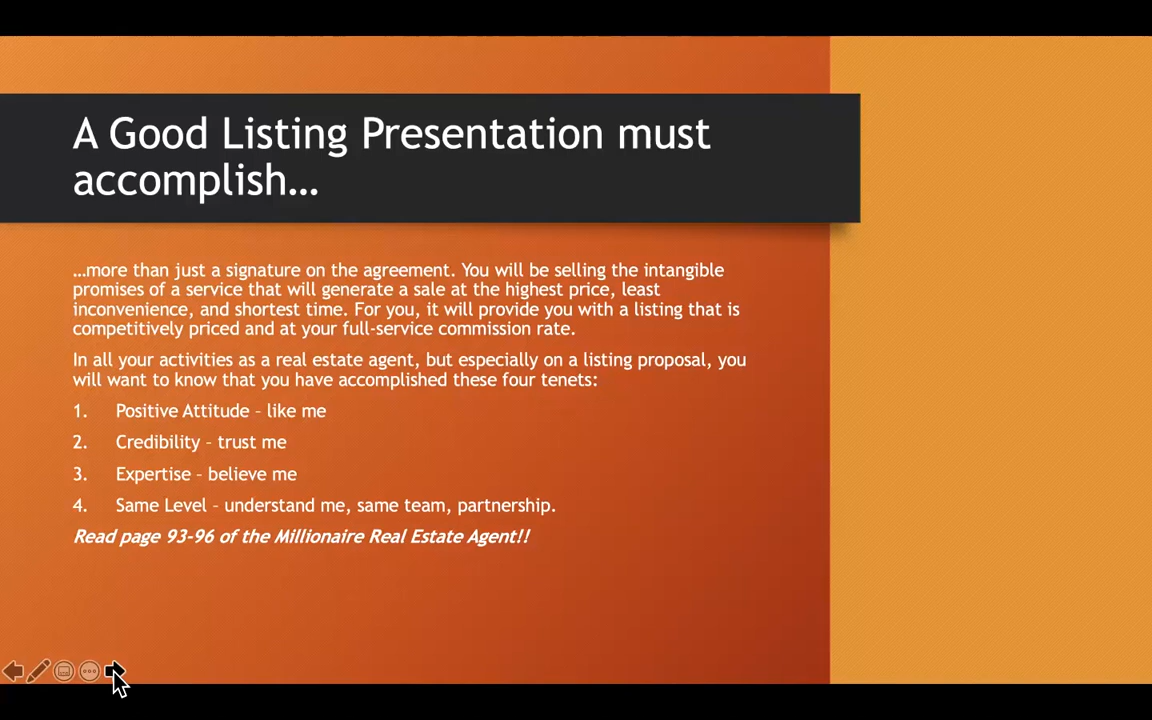 A Good Listing Presentation must
accomplish…
…more than just a signature on the agreement. You will be selling the intangible
promises of a service that will generate a sale at the highest price, least
inconvenience, and shortest time. For you, it will provide you with a listing that is
competitively priced and at your full-service commission rate.
In all your activities as a real estate agent, but especially on a listing proposal, you
will want to know that you have accomplished these four tenets:
1. Positive Attitude – like me
2. Credibility – trust me
3. Expertise – believe me
4. Same Level – understand me, same team, partnership.
Read page 93-96 of the Millionaire Real Estate Agent!!